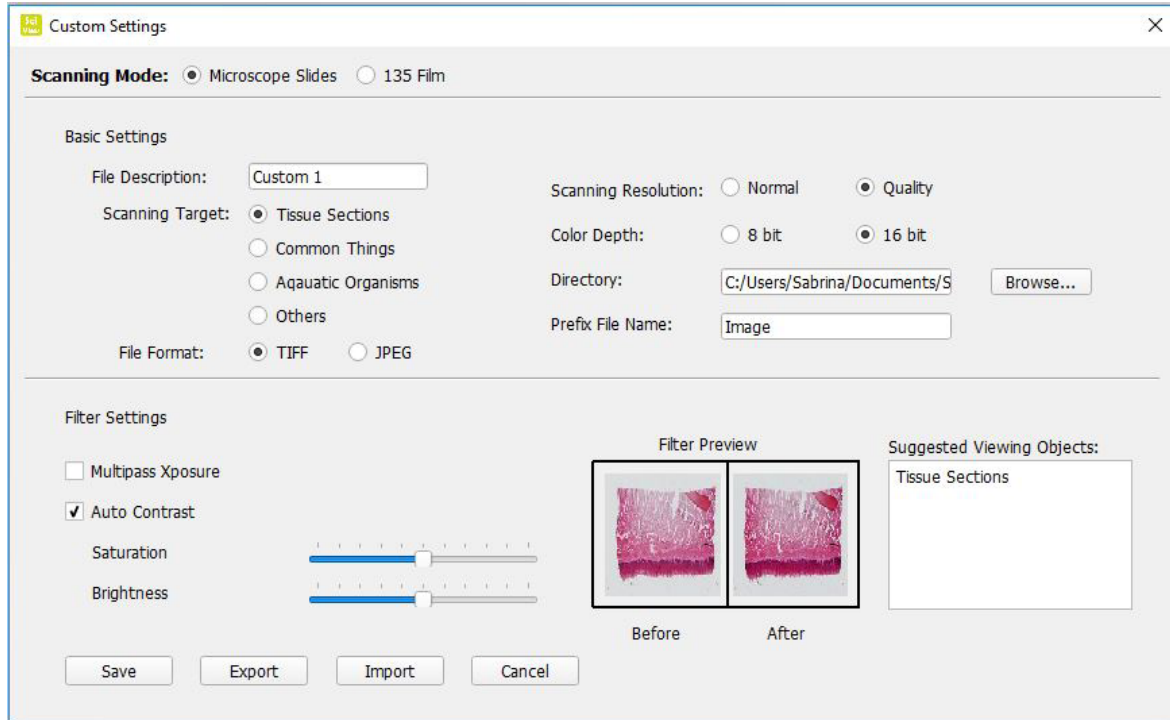 Custom Settings
Scanning Mode: Microscope Slides 135 Film
Basic Settings
File Description: Custom 1
Scanning Target: Tissue Sections
Common Things
Aqauatic Organisms
Others
File Format: TIFF JPEG
Scanning Resolution: Normal Quality
Color Depth: 8 bit 16 bit
Directory: C:/Users/Sabrina/Documents/S Browse...
Prefix File Name: Image
Filter Settings
Multipass Xposure
Auto Contrast
Saturation
Brightness
Filter Preview
Before After
Suggested Viewing Objects:
Tissue Sections
Save Export Import Cancel